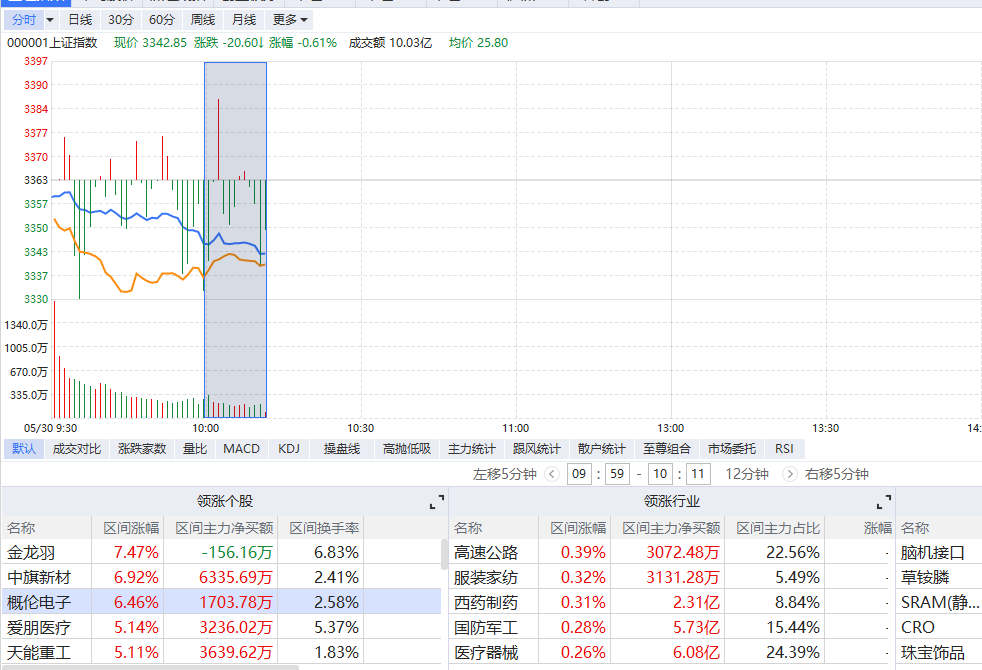 分时 日线 30分 60分 周线 月线 更多
000001上证指数 现价 3342.85 涨跌 -20.60↓ 涨幅 -0.61% 成交额 10.03亿 均价 25.80
3397
3390
3384
3377
3370
3363
3357
3350
3343
3337
3330
1340.0万
1005.0万
670.0万
335.0万
05/30 9:30 10:00 10:30 11:00 13:00 13:30 14:
默认 成交对比 涨跌家数 量比 MACD KDJ 操盘线 高抛低吸 主力统计 跟风统计 散户统计 至尊组合 市场委托 RSI
左移5分钟 09 : 59 - 10 : 11 12分钟 右移5分钟
领涨个股 领涨行业
名称 区间涨幅 区间主力净买额 区间换手率 名称 区间涨幅 区间主力净买额 区间主力占比 涨幅 名称
金龙羽 7.47% -156.16万 6.83% 高速公路 0.39% 3072.48万 22.56% - 脑机接口
中旗新材 6.92% 6335.69万 2.41% 服装家纺 0.32% 3131.28万 5.49% - 草铵膦
概伦电子 6.46% 1703.78万 2.58% 西药制药 0.31% 2.31亿 8.84% - SRAM(静...
爱朋医疗 5.14% 3236.02万 5.37% 国防军工 0.28% 5.73亿 15.44% - CRO
天能重工 5.11% 3639.62万 1.83% 医疗器械 0.26% 6.08亿 24.39% - 珠宝饰品